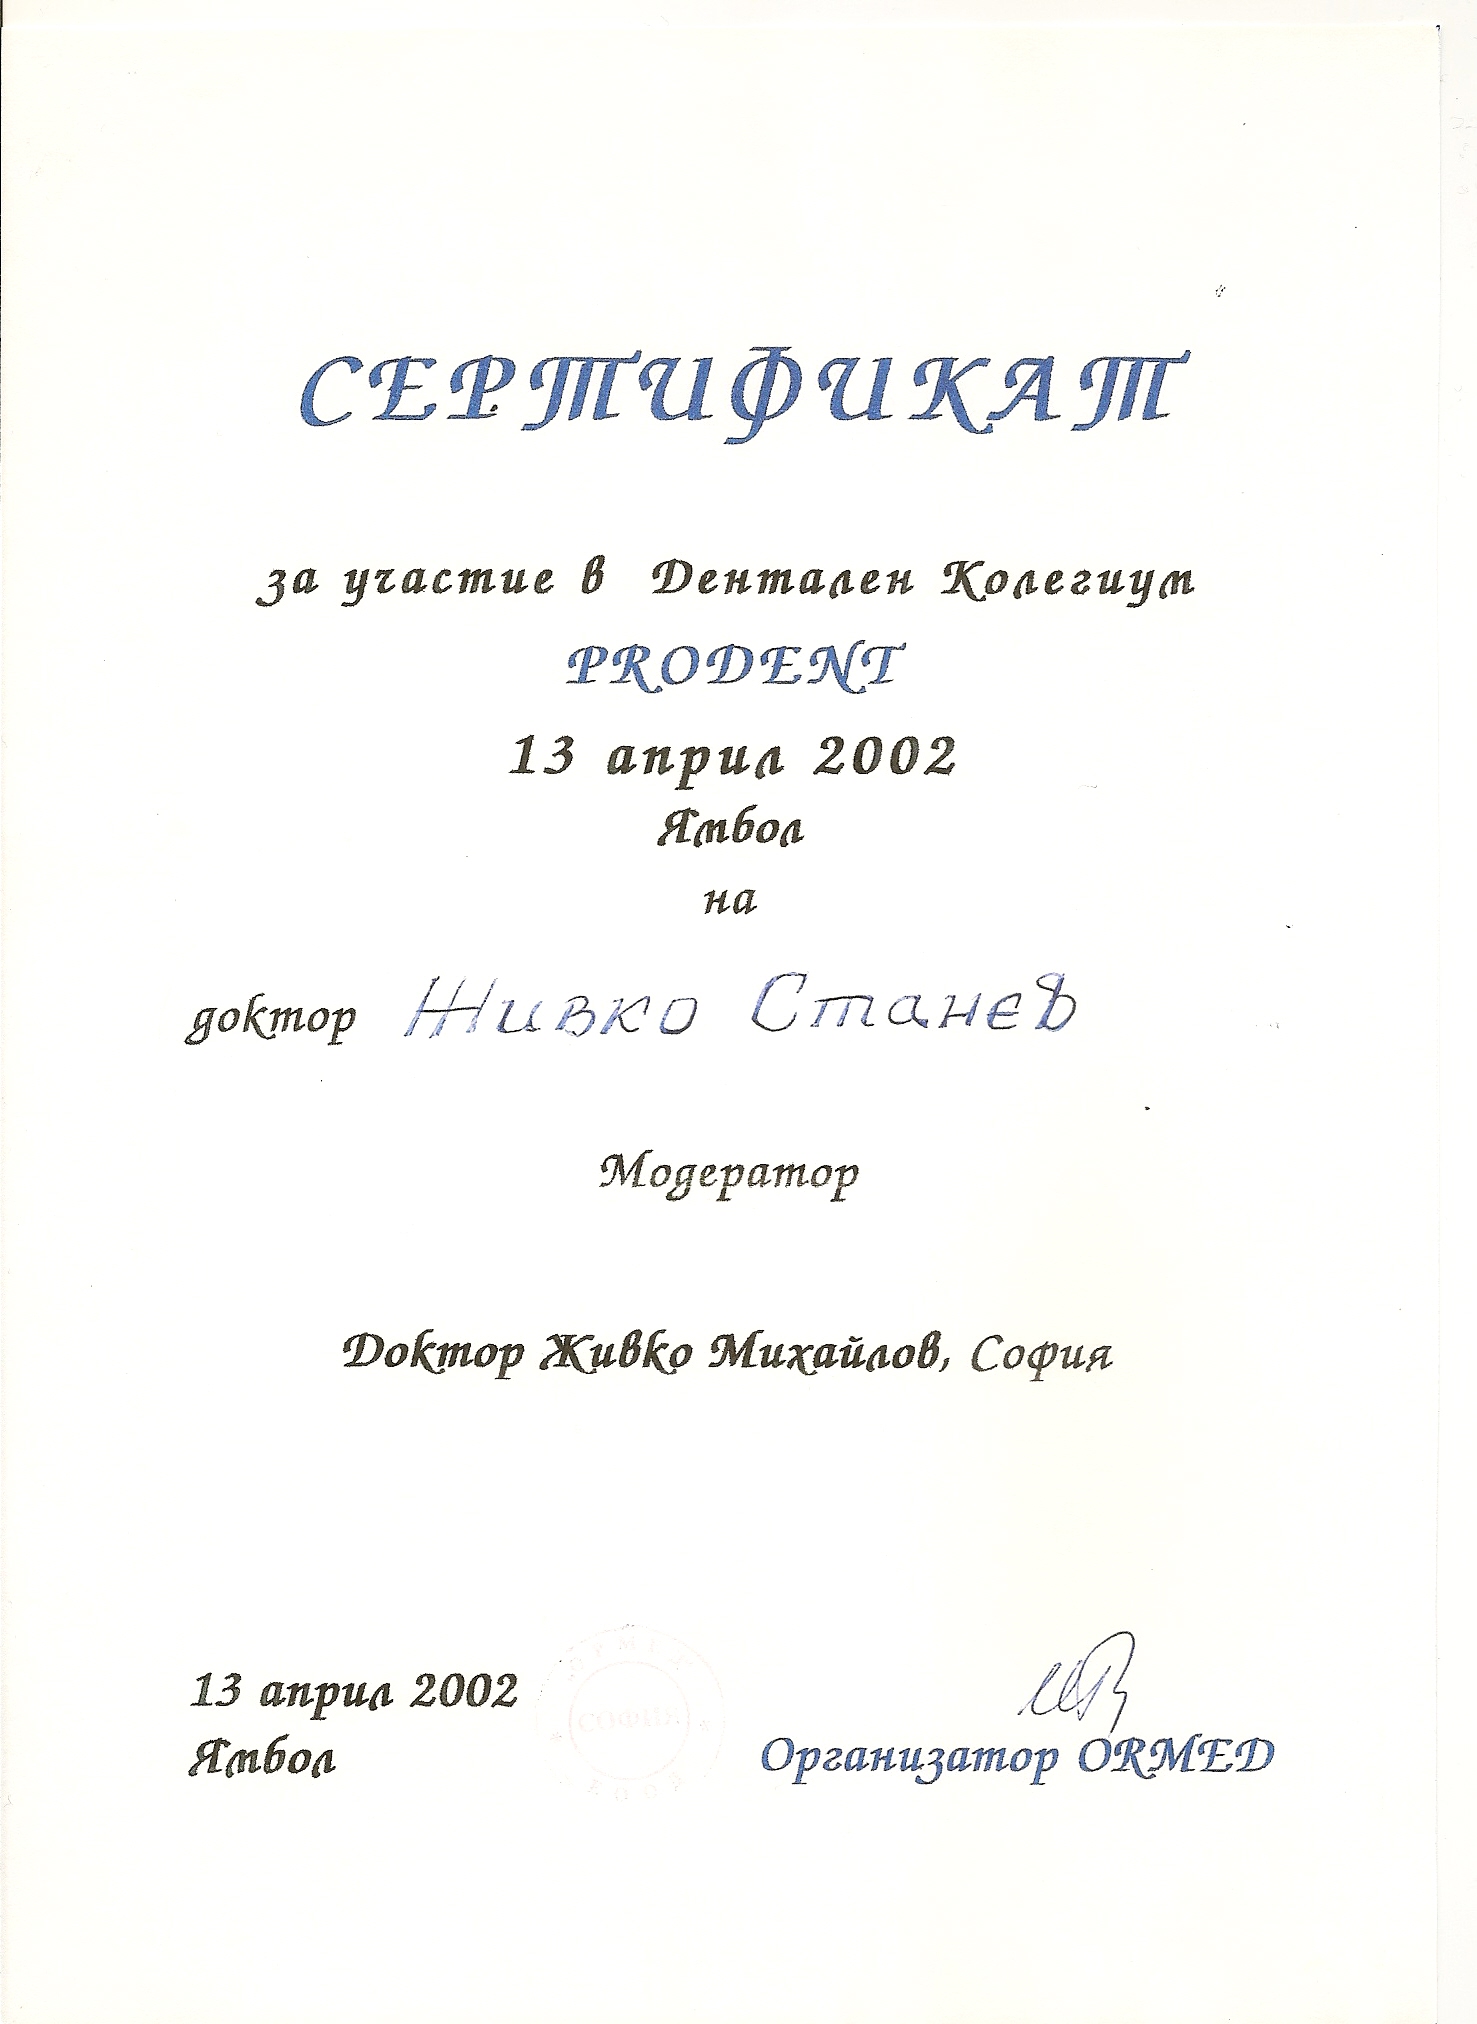 СЕРТИФИКАТ
за участие в Дентален Колегиум
PRODENT
13 април 2002
Ямбол
на
доктор Живко Станев
Модератор
Доктор Живко Михайлов, София
13 април 2002
Ямбол
СОФИЯ
Организатор ORMED